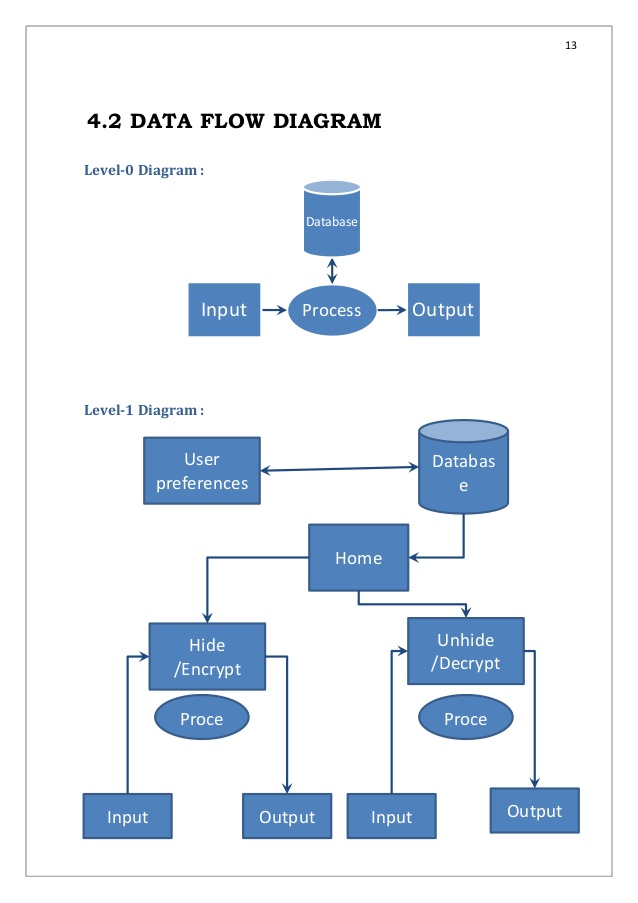 13
4.2 DATA FLOW DIAGRAM
Level-0 Diagram :
Database
Input
Process
Output
Level-1 Diagram :
User
preferences
Databas
e
Home
Hide
/Encrypt
Unhide
/Decrypt
Proce
Proce
Input
Output
Input
Output